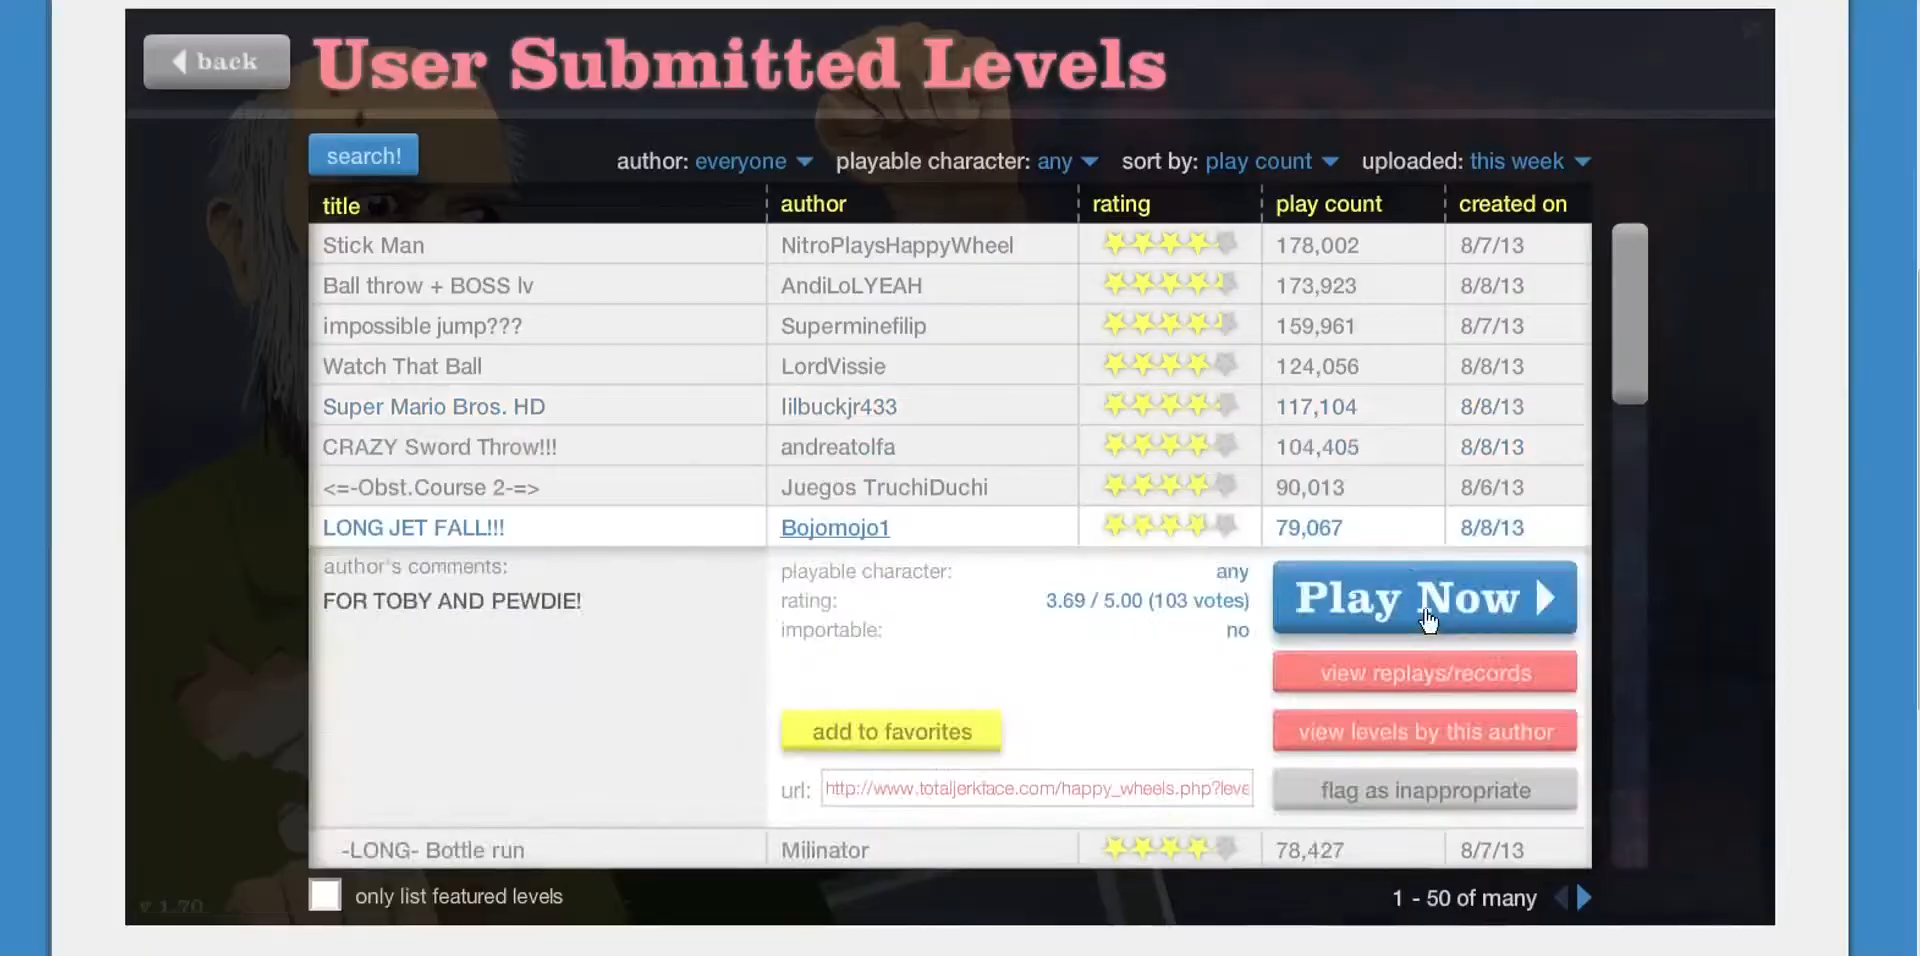 back
User Submitted Levels
search!
author: everyone playable character: any sort by: play count uploaded: this week
title author rating play count created on
Stick Man NitroPlaysHappyWheel 178,002 8/7/13
Ball throw + BOSS lv AndiLoLYEAH 173,923 8/8/13
impossible jump??? Superminefilip 159,961 8/7/13
Watch That Ball LordVissie 124,056 8/8/13
Super Mario Bros. HD lilbuckjr433 117,104 8/8/13
CRAZY Sword Throw!!! andreatolfa 104,405 8/8/13
<=-Obst.Course 2-=> Juegos TruchiDuchi 90,013 8/6/13
LONG JET FALL!!! Bojomojo1 79,067 8/8/13
author's comments:
FOR TOBY AND PEWDIE!
playable character: any
rating: 3.69 / 5.00 (103 votes)
importable: no
Play Now
view replays/records
add to favorites
view levels by this author
url: http://www.totaljerkface.com/happy_wheels.php?leve
flag as inappropriate
-LONG- Bottle run Milinator 78,427 8/7/13
only list featured levels
1 - 50 of many
v 1.70